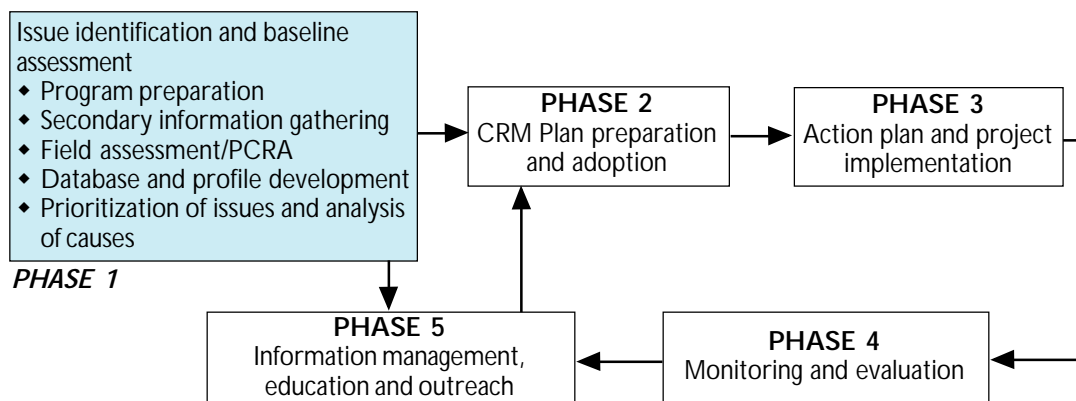 Issue identification and baseline
assessment
◆ Program preparation
◆ Secondary information gathering
◆ Field assessment/PCRA
◆ Database and profile development
◆ Prioritization of issues and analysis
of causes
PHASE 1
PHASE 2
CRM Plan preparation
and adoption
PHASE 3
Action plan and project
implementation
PHASE 5
Information management,
education and outreach
PHASE 4
Monitoring and evaluation